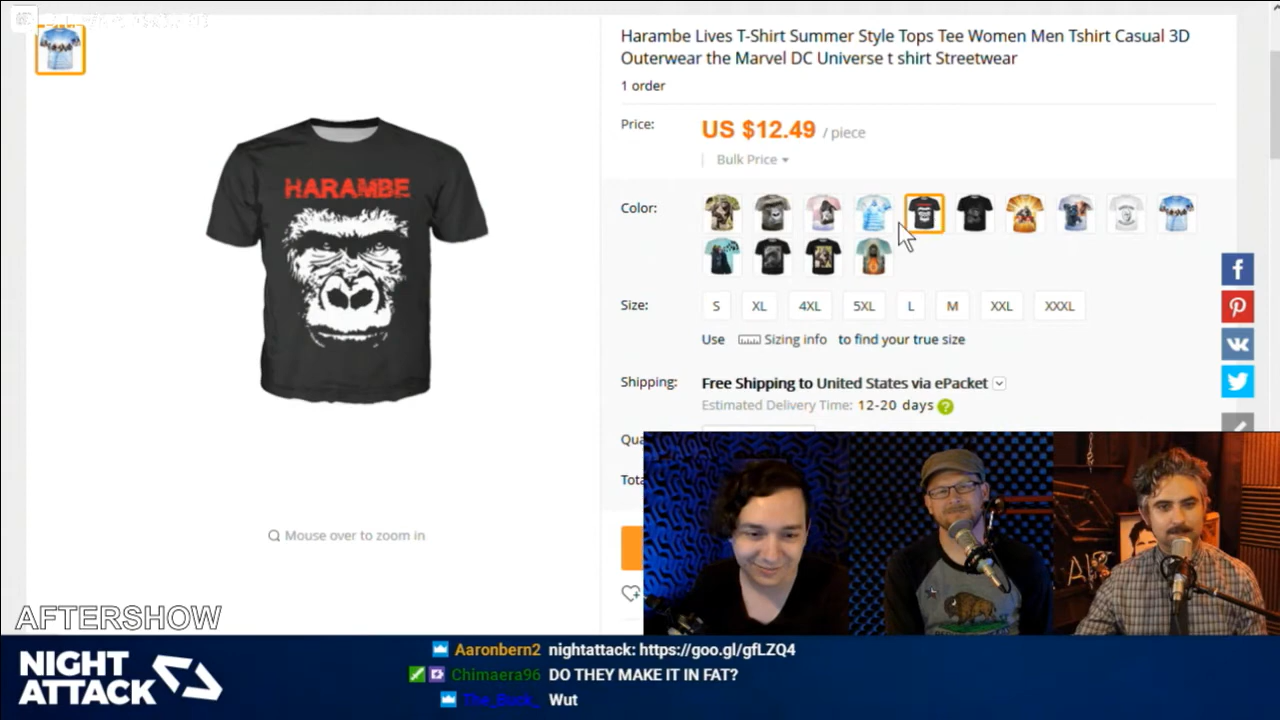 Harambe Lives T-Shirt Summer Style Tops Tee Women Men Tshirt Casual 3D
Outerwear the Marvel DC Universe t shirt Streetwear
1 order
Price:
US $12.49 / piece
Bulk Price
HARAMBE
Color:
Size:
S XL 4XL 5XL L M XXL XXXL
Use Sizing info to find your true size
Shipping:
Free Shipping to United States via ePacket
Estimated Delivery Time: 12-20 days ?
Qua
Tota
Mouse over to zoom in
AFTERSHOW
NIGHT
ATTACK
Aaronbern2 nightattack: https://goo.gl/gfLZQ4
Chimaera96 DO THEY MAKE IT IN FAT?
The_Buck_ Wut